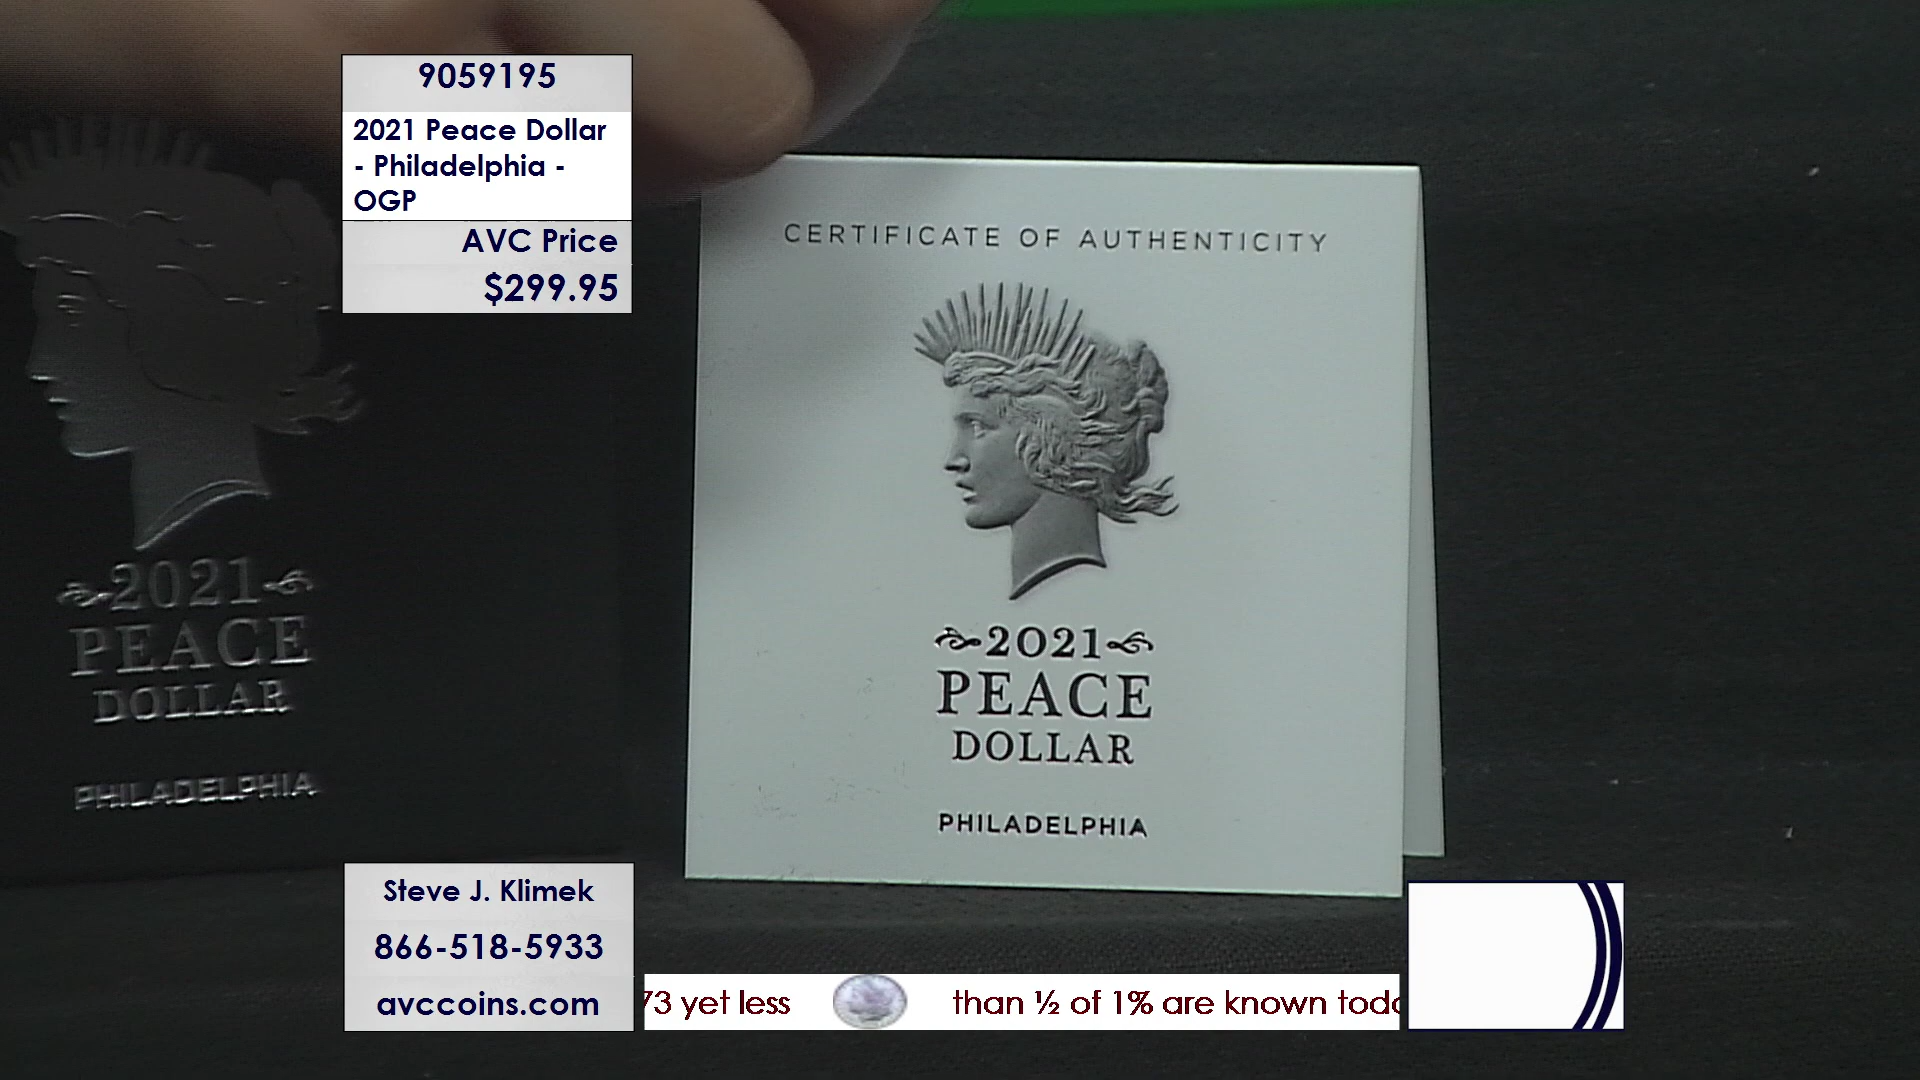 9059195
2021 Peace Dollar
- Philadelphia -
OGP
AVC Price
$299.95
2021
PEACE
DOLLAR
PHILADELPHIA
CERTIFICATE OF AUTHENTICITY
2021
PEACE
DOLLAR
PHILADELPHIA
Steve J. Klimek
866-518-5933
avccoins.com
73 yet less than ½ of 1% are known